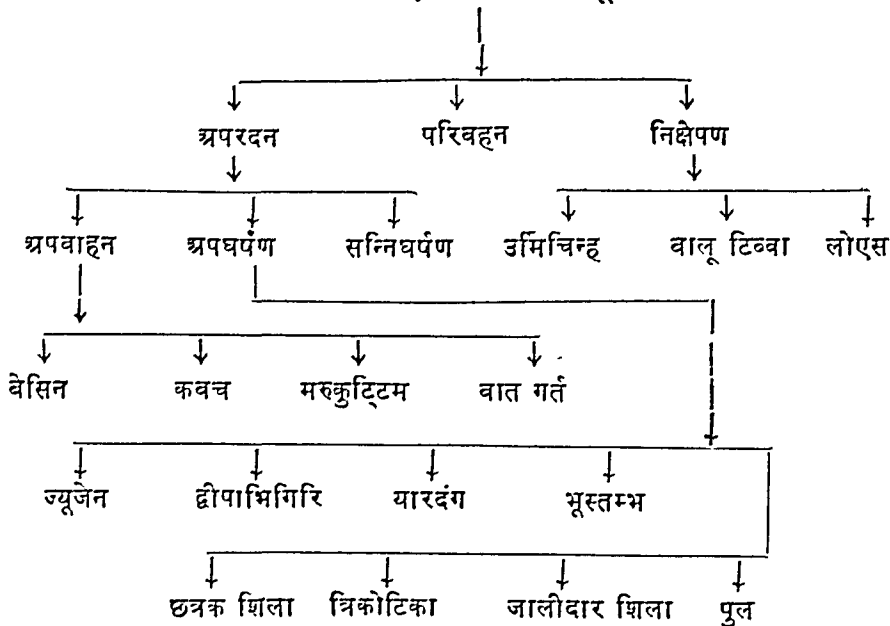 अपरदन परिवहन निक्षेपण
अपवाहन अपघर्षण सन्निघर्षण उर्मिचिन्ह बालू टिब्बा लोएस
बेसिन कवच मरुकुट्टिम वात गर्त
ज्यूजेन द्वीपाभिगिरि यारदंग भूस्तम्भ
छत्रक शिला त्रिकोटिका जालीदार शिला पुल